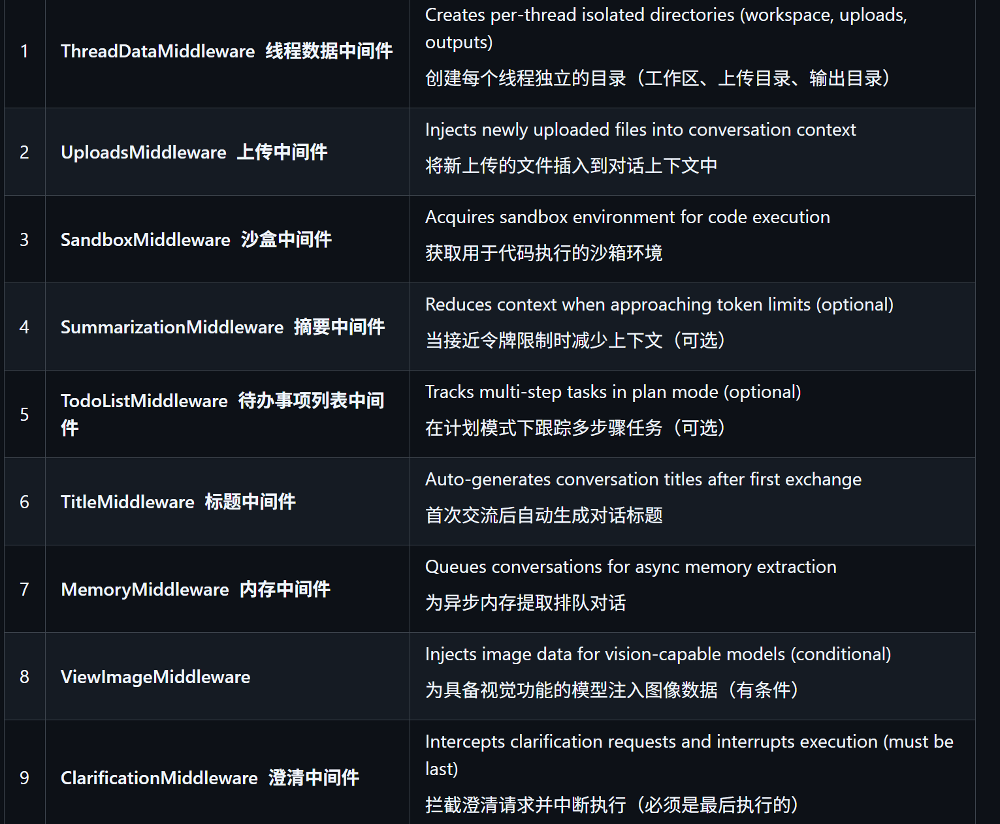 1
ThreadDataMiddleware 线程数据中间件
Creates per-thread isolated directories (workspace, uploads,
outputs)
创建每个线程独立的目录（工作区、上传目录、输出目录）
2
UploadsMiddleware 上传中间件
Injects newly uploaded files into conversation context
将新上传的文件插入到对话上下文中
3
SandboxMiddleware 沙盒中间件
Acquires sandbox environment for code execution
获取用于代码执行的沙箱环境
4
SummarizationMiddleware 摘要中间件
Reduces context when approaching token limits (optional)
当接近令牌限制时减少上下文（可选）
5
TodoListMiddleware 待办事项列表中间
件
Tracks multi-step tasks in plan mode (optional)
在计划模式下跟踪多步骤任务（可选）
6
TitleMiddleware 标题中间件
Auto-generates conversation titles after first exchange
首次交流后自动生成对话标题
7
MemoryMiddleware 内存中间件
Queues conversations for async memory extraction
为异步内存提取排队对话
8
ViewImageMiddleware
Injects image data for vision-capable models (conditional)
为具备视觉功能的模型注入图像数据（有条件）
9
ClarificationMiddleware 澄清中间件
Intercepts clarification requests and interrupts execution (must be
last)
拦截澄清请求并中断执行（必须是最后执行的）